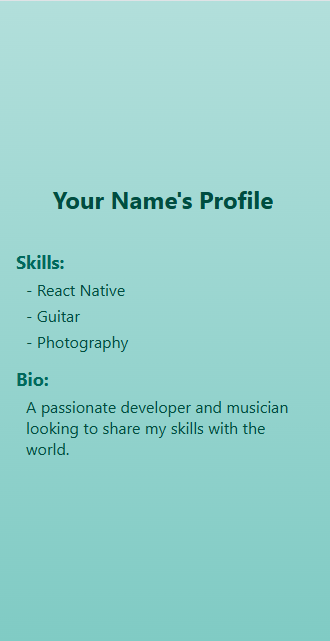 Your Name's Profile
Skills:
- React Native
- Guitar
- Photography
Bio:
A passionate developer and musician
looking to share my skills with the
world.